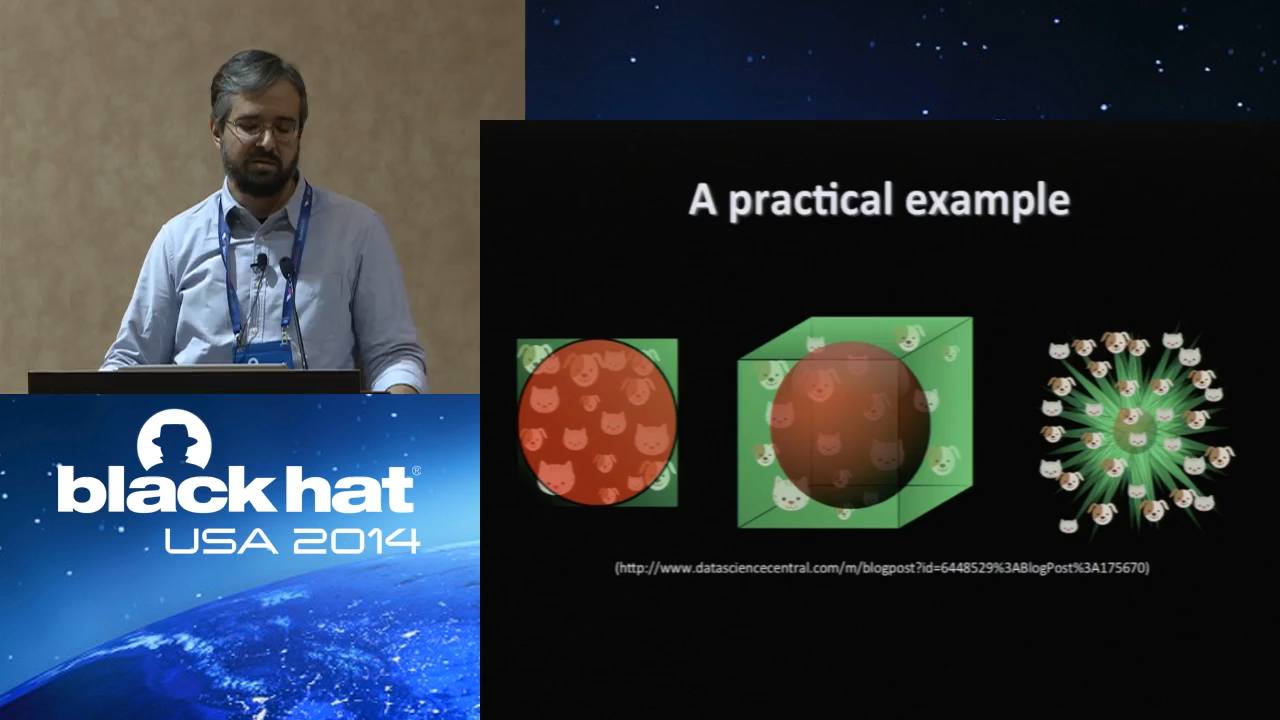 A practical example
(http://www.datasciencecentral.com/m/blogpost?id=6448529%3ABlogPost%3A175670)
black hat®
USA 2014